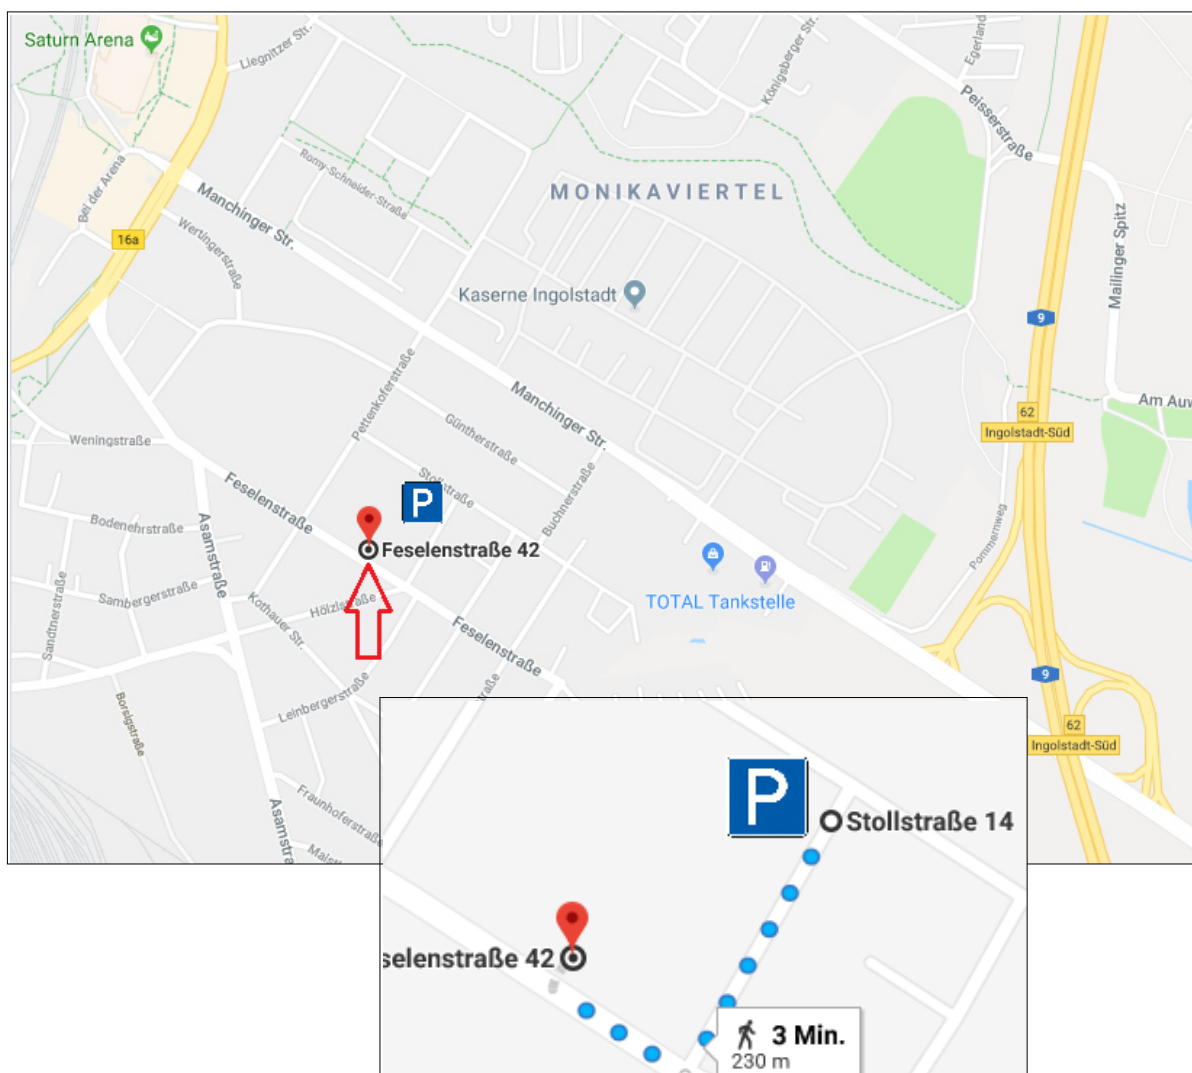 Saturn Arena
Liegnitzer Str.
Königsberger Str.
Egerland
Peisserstraße
Romy-Schneider-Straße
Bei der Arena
Manchinger Str.
MONIKAVIERTEL
Mailinger Spitz
16a
Wertingerstraße
Kaserne Ingolstadt
9
Pettenkoferstraße
Manchinger Str.
Am Auw
62
Ingolstadt-Süd
Weningstraße
Güntherstraße
Feselenstraße
Stollstraße
Buchnerstraße
P
Bodenehrstraße
Asamstraße
Feselenstraße 42
Pommernweg
Sandtnerstraße
Sambergerstraße
Kothauer Str.
Hölzlstraße
TOTAL Tankstelle
Feselenstraße
9
Borsigstraße
Leinbergerstraße
straße
62
Ingolstadt-Süd
Fraunhoferstraße
Asamstra
P
Stollstraße 14
selenstraße 42
3 Min.
230 m